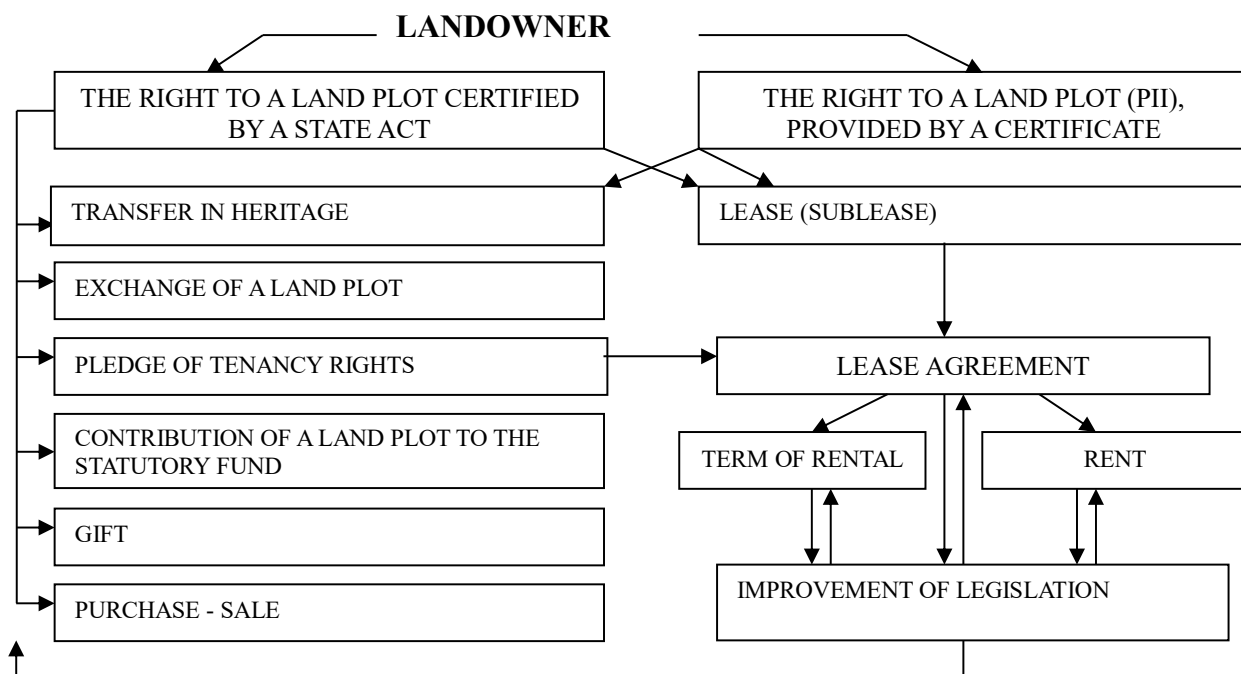 LANDOWNER
THE RIGHT TO A LAND PLOT CERTIFIED
BY A STATE ACT
THE RIGHT TO A LAND PLOT (PII),
PROVIDED BY A CERTIFICATE
TRANSFER IN HERITAGE
LEASE (SUBLEASE)
EXCHANGE OF A LAND PLOT
PLEDGE OF TENANCY RIGHTS
LEASE AGREEMENT
CONTRIBUTION OF A LAND PLOT TO THE
STATUTORY FUND
TERM OF RENTAL
RENT
GIFT
IMPROVEMENT OF LEGISLATION
PURCHASE - SALE